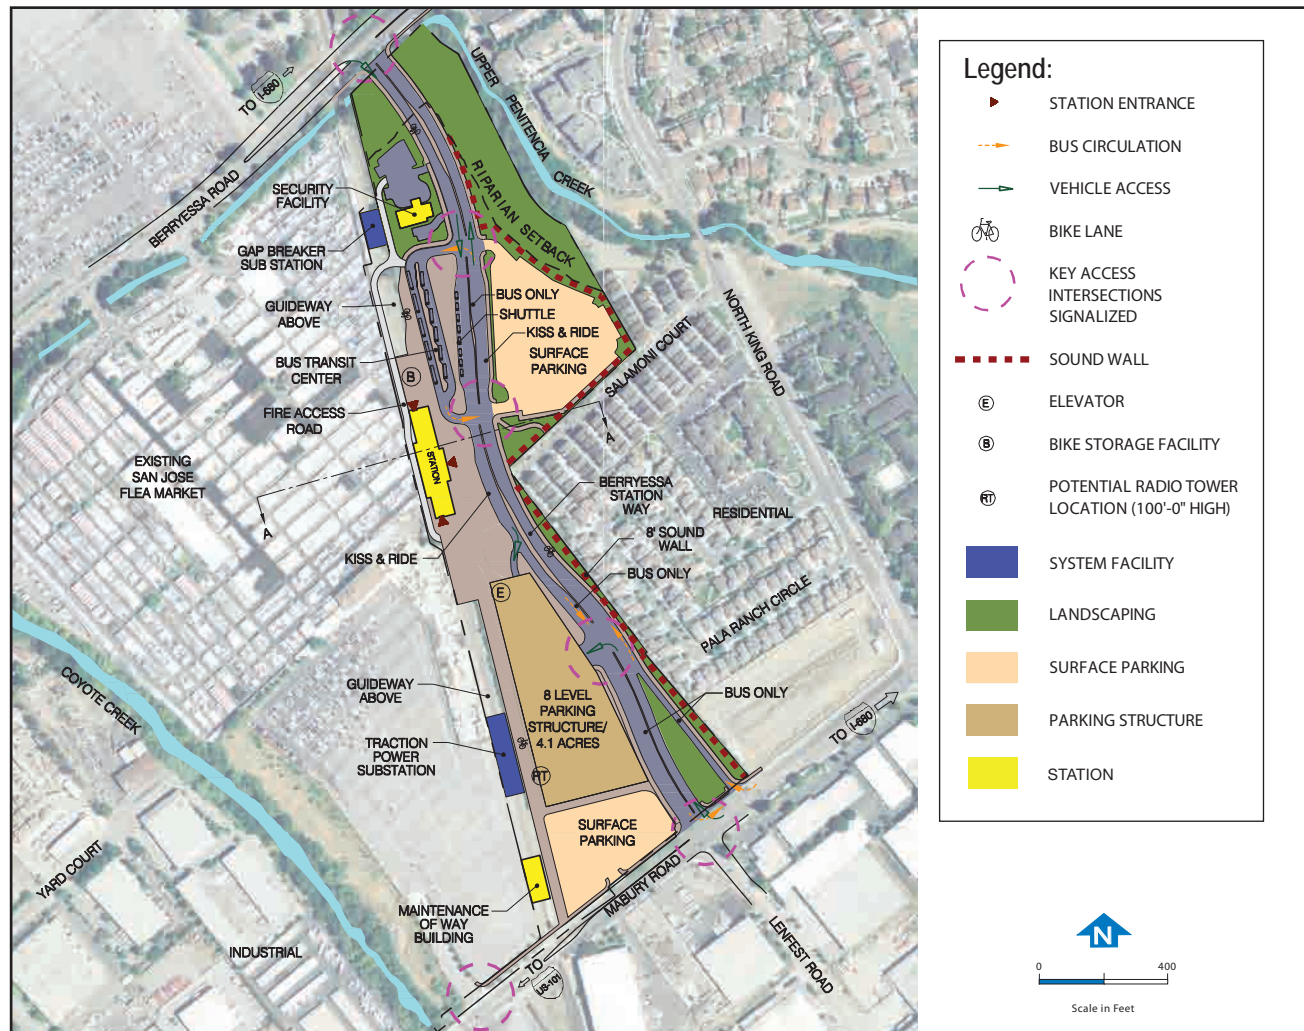 TO I-680
BERRYESSA ROAD
UPPER PENITENCIA CREEK
RIPARIAN SETBACK
SECURITY
FACILITY
GAP BREAKER
SUB STATION
GUIDEWAY
ABOVE
BUS TRANSIT
CENTER
FIRE ACCESS
ROAD
BUS ONLY
SHUTTLE
KISS & RIDE
SURFACE
PARKING
SALAMONI COURT
NORTH KING ROAD
B
STATION
A
A
EXISTING
SAN JOSE
FLEA MARKET
BERRYESSA
STATION
WAY
RESIDENTIAL
8' SOUND
WALL
KISS & RIDE
BUS ONLY
E
PALA RANCH CIRCLE
COYOTE CREEK
GUIDEWAY
ABOVE
8 LEVEL
PARKING
STRUCTURE/
4.1 ACRES
BUS ONLY
TO I-680
TRACTION
POWER
SUBSTATION
RT
SURFACE
PARKING
YARD COURT
MABURY ROAD
MAINTENANCE
OF WAY
BUILDING
LENFEST ROAD
INDUSTRIAL
TO
US-101
Legend:
STATION ENTRANCE
BUS CIRCULATION
VEHICLE ACCESS
BIKE LANE
KEY ACCESS
INTERSECTIONS
SIGNALIZED
SOUND WALL
E ELEVATOR
B BIKE STORAGE FACILITY
RT POTENTIAL RADIO TOWER
LOCATION (100'-0" HIGH)
SYSTEM FACILITY
LANDSCAPING
SURFACE PARKING
PARKING STRUCTURE
STATION
N
0 400
Scale in Feet